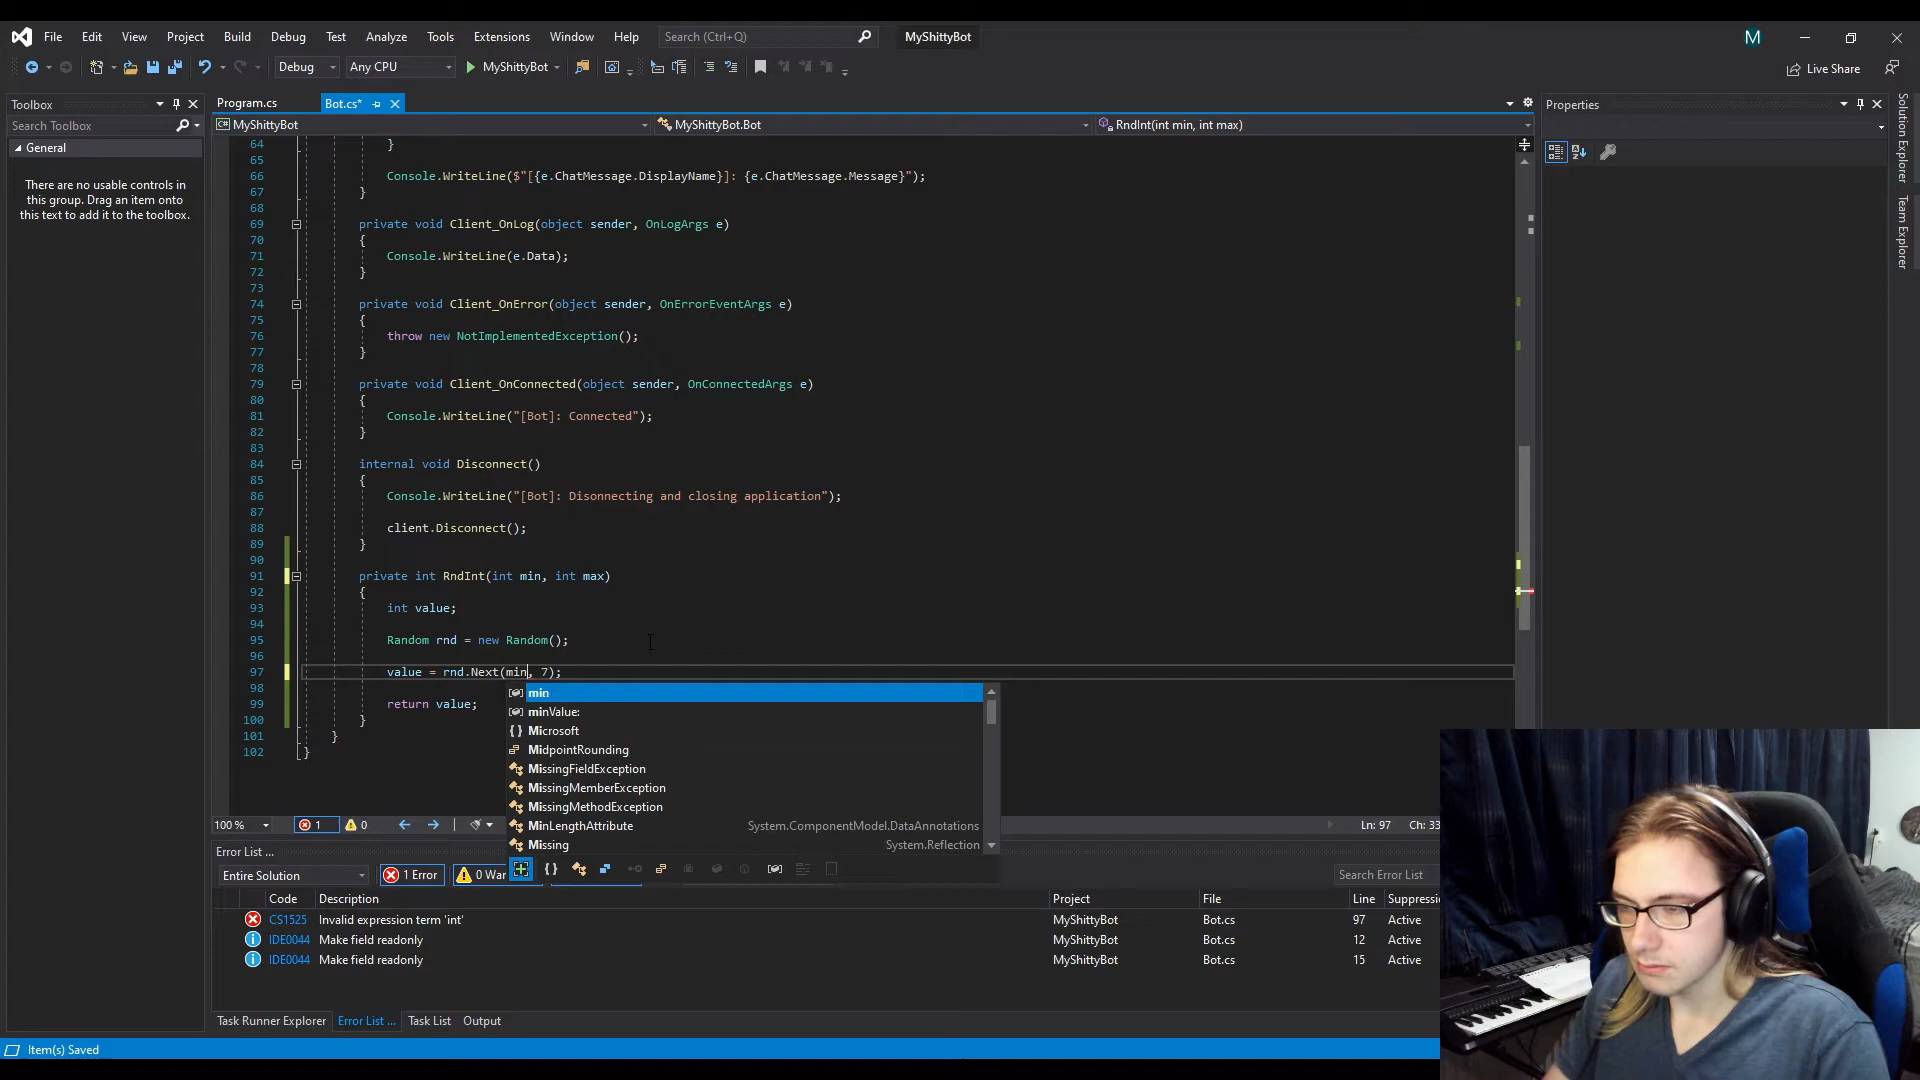 File Edit View Project Build Debug Test Analyze Tools Extensions Window Help Search (Ctrl+Q) MyShittyBot M
Debug Any CPU MyShittyBot Live Share
Toolbox
Search Toolbox
General
There are no usable controls in
this group. Drag an item onto
this text to add it to the toolbox.
Program.cs Bot.cs*
MyShittyBot MyShittyBot.Bot RndInt(int min, int max)
64 }
65
66 Console.WriteLine($"[{e.ChatMessage.DisplayName}]: {e.ChatMessage.Message}");
67 }
68
69 private void Client_OnLog(object sender, OnLogArgs e)
70 {
71 Console.WriteLine(e.Data);
72 }
73
74 private void Client_OnError(object sender, OnErrorEventArgs e)
75 {
76 throw new NotImplementedException();
77 }
78
79 private void Client_OnConnected(object sender, OnConnectedArgs e)
80 {
81 Console.WriteLine("[Bot]: Connected");
82 }
83
84 internal void Disconnect()
85 {
86 Console.WriteLine("[Bot]: Disonnecting and closing application");
87
88 client.Disconnect();
89 }
90
91 private int RndInt(int min, int max)
92 {
93 int value;
94
95 Random rnd = new Random();
96
97 value = rnd.Next(min, 7);
98
99 return value;
100 }
101 }
102 }
min
minValue:
Microsoft
MidpointRounding
MissingFieldException
MissingMemberException
MissingMethodException
MinLengthAttribute System.ComponentModel.DataAnnotations
Missing System.Reflection
100 % 1 0 Ln: 97 Ch: 33
Error List ...
Entire Solution 1 Error 0 War Search Error List
Code Description Project File Line Suppressi
CS1525 Invalid expression term 'int' MyShittyBot Bot.cs 97 Active
IDE0044 Make field readonly MyShittyBot Bot.cs 12 Active
IDE0044 Make field readonly MyShittyBot Bot.cs 15 Active
Task Runner Explorer Error List ... Task List Output
Item(s) Saved
Properties
Solution Explorer
Team Explorer